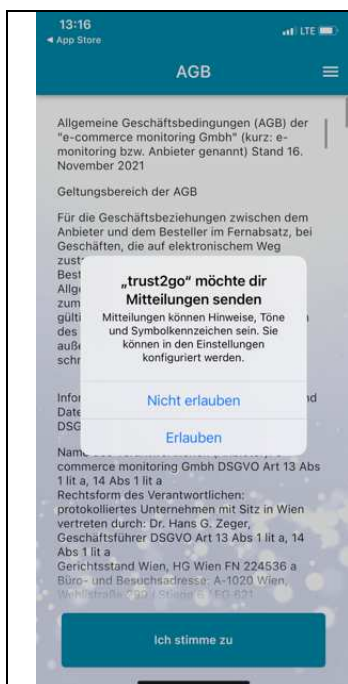 13:16
◀ App Store
LTE
AGB
Allgemeine Geschäftsbedingungen (AGB) der
"e-commerce monitoring Gmbh" (kurz: e-
monitoring bzw. Anbieter genannt) Stand 16.
November 2021
Geltungsbereich der AGB
Für die Geschäftsbeziehungen zwischen dem
Anbieter und dem Besteller im Fernabsatz, bei
Geschäften, die auf elektronischem Weg
„trust2go“ möchte dir
Mitteilungen senden
Mitteilungen können Hinweise, Töne
und Symbolkennzeichen sein. Sie
können in den Einstellungen
konfiguriert werden.
Nicht erlauben
Erlauben
commerce monitoring Gmbh DSGVO Art 13 Abs
1 lit a, 14 Abs 1 lit a
Rechtsform des Verantwortlichen:
protokolliertes Unternehmen mit Sitz in Wien
vertreten durch: Dr. Hans G. Zeger,
Geschäftsführer DSGVO Art 13 Abs 1 lit a, 14
Abs 1 lit a
Gerichtsstand Wien, HG Wien FN 224536 a
Büro- und Besuchsadresse: A-1020 Wien,
Ich stimme zu